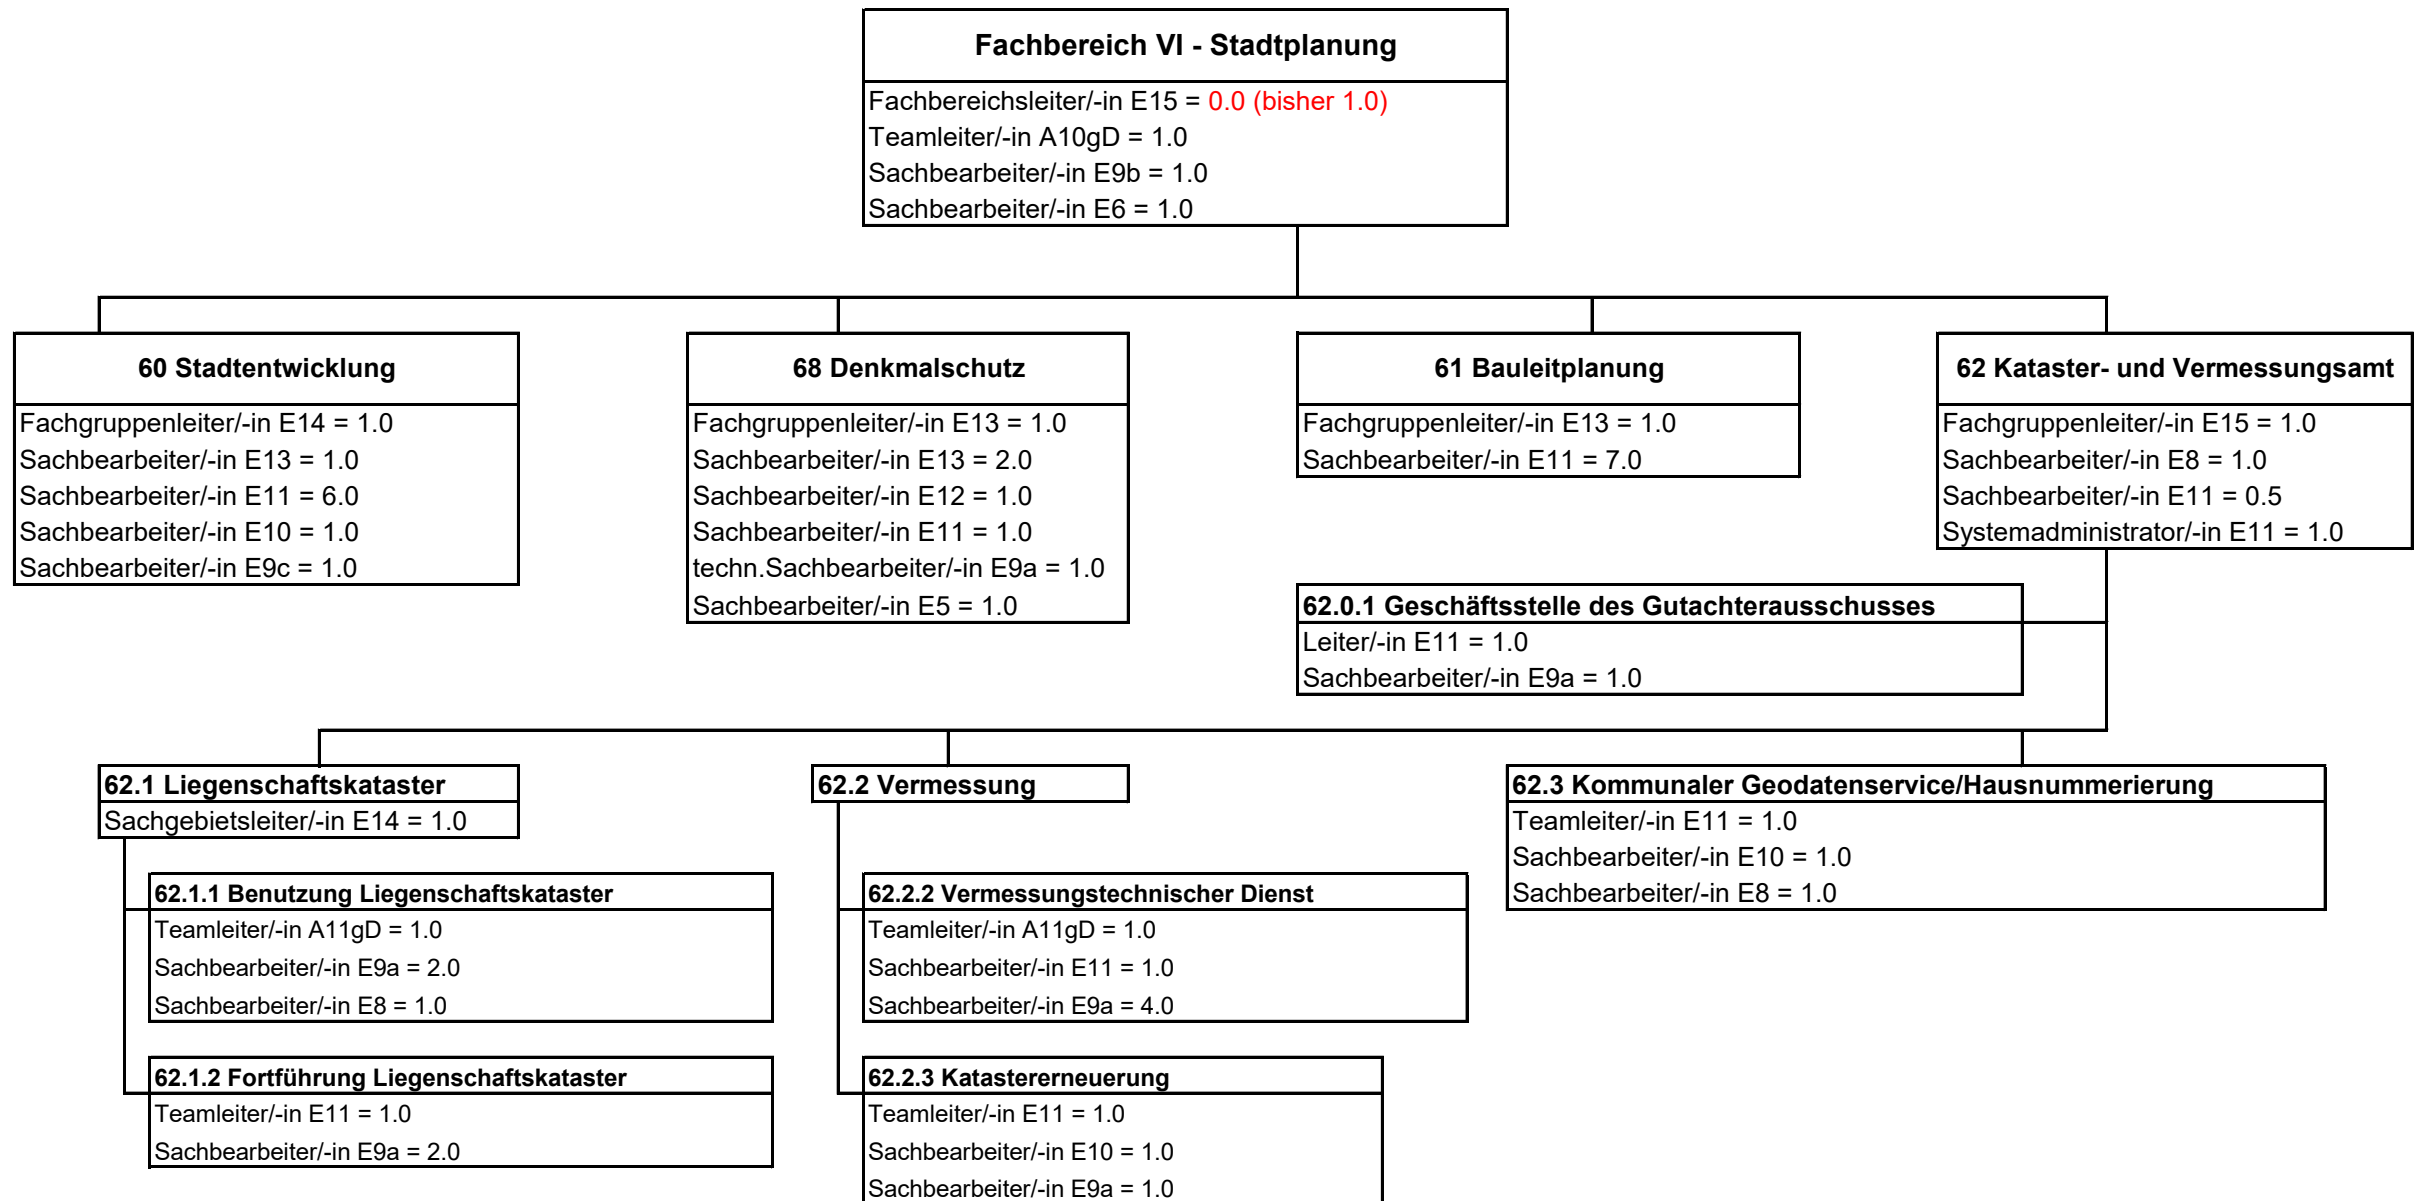 Fachbereich VI - Stadtplanung
Fachbereichsleiter/-in E15 = 0.0 (bisher 1.0)
Teamleiter/-in A10gD = 1.0
Sachbearbeiter/-in E9b = 1.0
Sachbearbeiter/-in E6 = 1.0
60 Stadtentwicklung
Fachgruppenleiter/-in E14 = 1.0
Sachbearbeiter/-in E13 = 1.0
Sachbearbeiter/-in E11 = 6.0
Sachbearbeiter/-in E10 = 1.0
Sachbearbeiter/-in E9c = 1.0
68 Denkmalschutz
Fachgruppenleiter/-in E13 = 1.0
Sachbearbeiter/-in E13 = 2.0
Sachbearbeiter/-in E12 = 1.0
Sachbearbeiter/-in E11 = 1.0
techn.Sachbearbeiter/-in E9a = 1.0
Sachbearbeiter/-in E5 = 1.0
61 Bauleitplanung
Fachgruppenleiter/-in E13 = 1.0
Sachbearbeiter/-in E11 = 7.0
62 Kataster- und Vermessungsamt
Fachgruppenleiter/-in E15 = 1.0
Sachbearbeiter/-in E8 = 1.0
Sachbearbeiter/-in E11 = 0.5
Systemadministrator/-in E11 = 1.0
62.0.1 Geschäftsstelle des Gutachterausschusses
Leiter/-in E11 = 1.0
Sachbearbeiter/-in E9a = 1.0
62.1 Liegenschaftskataster
Sachgebietsleiter/-in E14 = 1.0
62.1.1 Benutzung Liegenschaftskataster
Teamleiter/-in A11gD = 1.0
Sachbearbeiter/-in E9a = 2.0
Sachbearbeiter/-in E8 = 1.0
62.1.2 Fortführung Liegenschaftskataster
Teamleiter/-in E11 = 1.0
Sachbearbeiter/-in E9a = 2.0
62.2 Vermessung
62.2.2 Vermessungstechnischer Dienst
Teamleiter/-in A11gD = 1.0
Sachbearbeiter/-in E11 = 1.0
Sachbearbeiter/-in E9a = 4.0
62.2.3 Katastererneuerung
Teamleiter/-in E11 = 1.0
Sachbearbeiter/-in E10 = 1.0
Sachbearbeiter/-in E9a = 1.0
62.3 Kommunaler Geodatenservice/Hausnummerierung
Teamleiter/-in E11 = 1.0
Sachbearbeiter/-in E10 = 1.0
Sachbearbeiter/-in E8 = 1.0